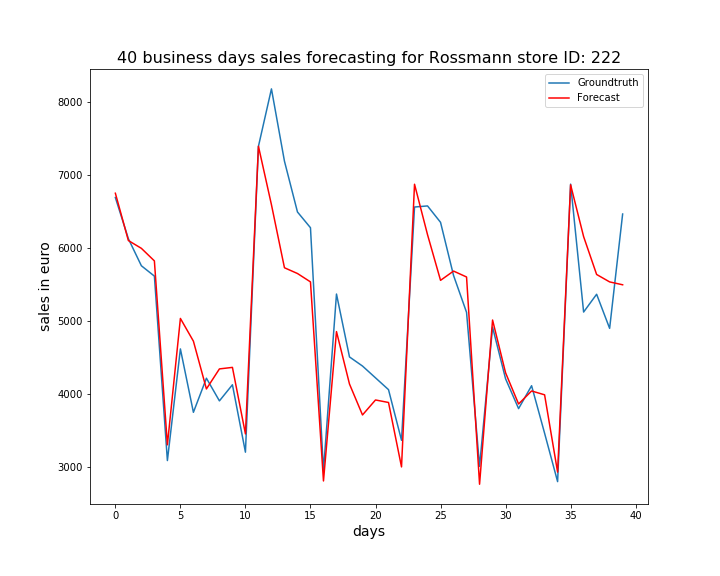 40 business days sales forecasting for Rossmann store ID: 222
Groundtruth
Forecast
8000
7000
6000
5000
4000
3000
sales in euro
0 5 10 15 20 25 30 35 40
days